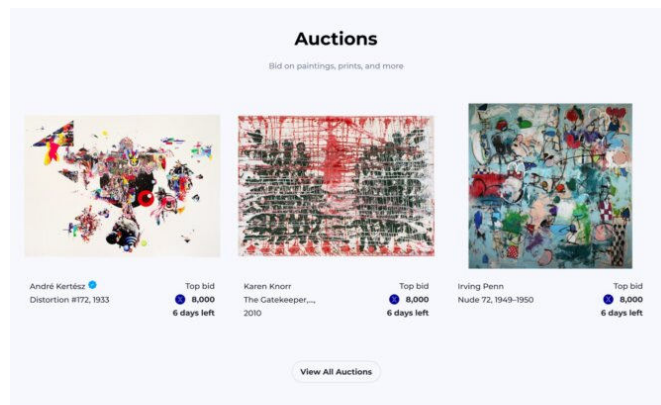 Auctions
Bid on paintings, prints, and more
André Kertész
Distortion #172, 1933
Top bid
8,000
6 days left
Karen Knorr
The Gatekeeper,...,
2010
Top bid
8,000
6 days left
Irving Penn
Nude 72, 1949–1950
Top bid
8,000
6 days left
View All Auctions